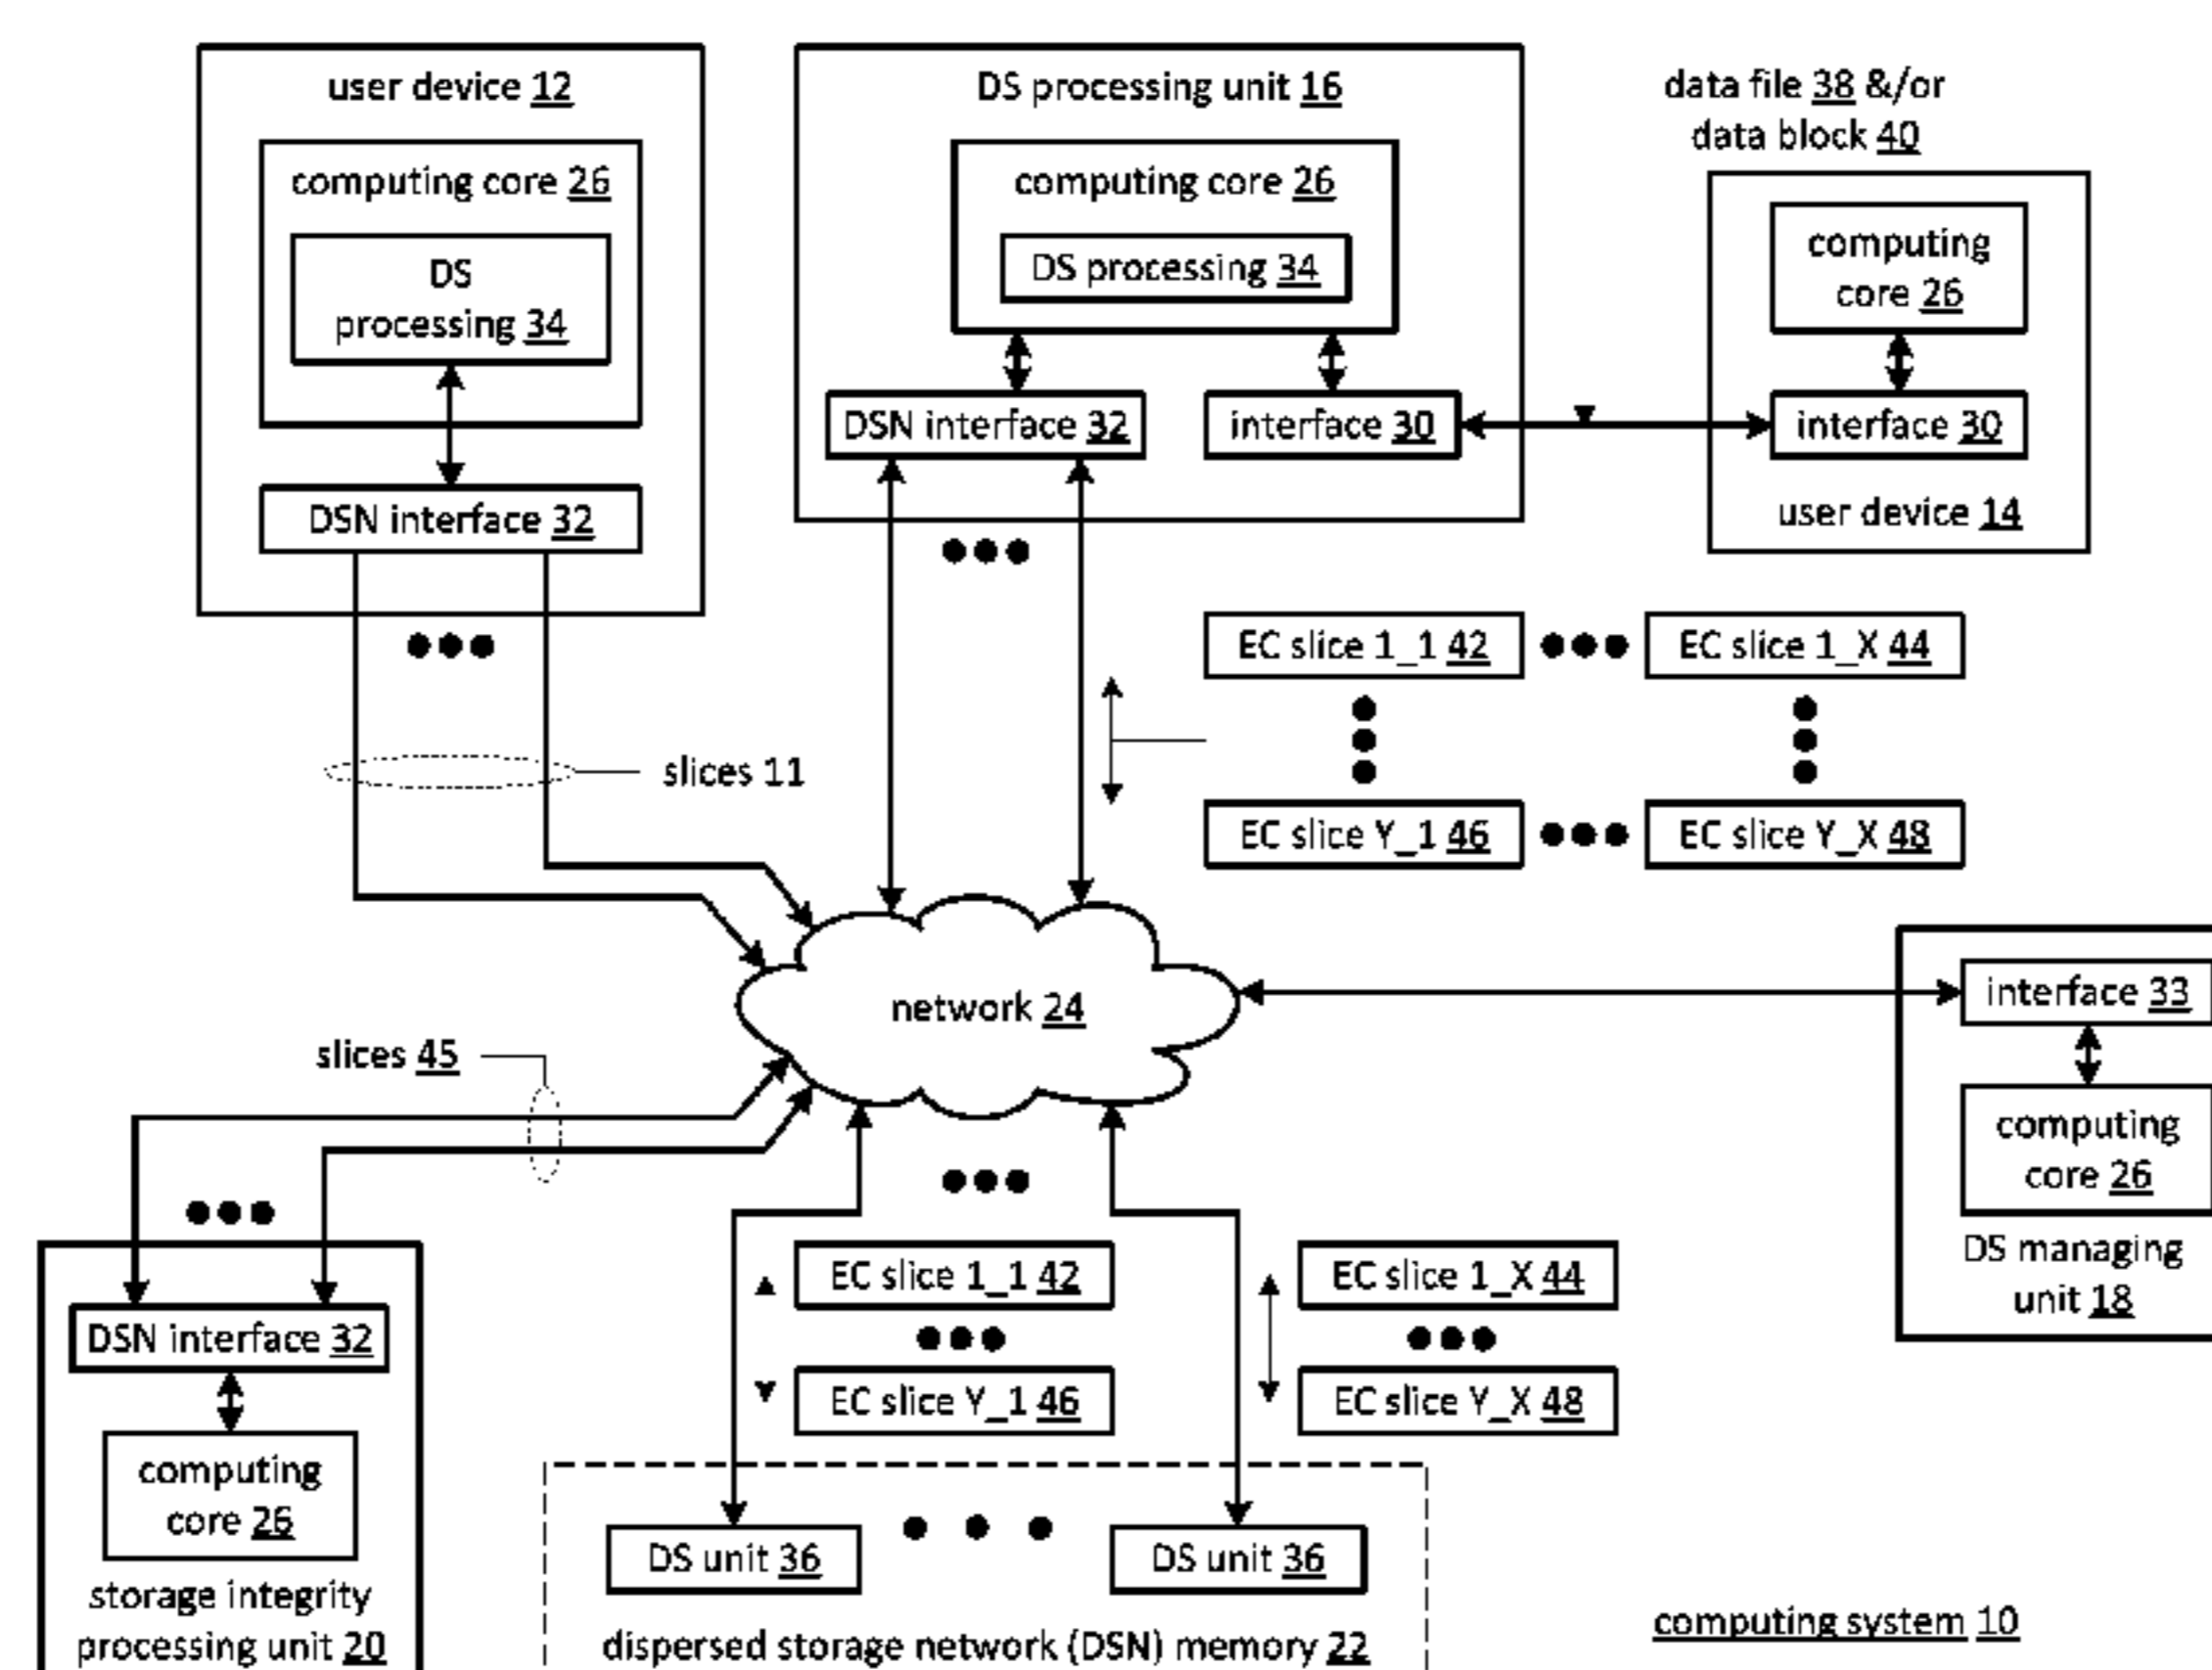 user device 12
computing core 26
DS
processing 34
DSN interface 32
slices 11
DS processing unit 16
computing core 26
DS processing 34
DSN interface 32
interface 30
data file 38 &/or
data block 40
computing
core 26
interface 30
user device 14
EC slice 1_1 42
EC slice 1_X 44
EC slice Y_1 46
EC slice Y_X 48
network 24
interface 33
computing
core 26
DS managing
unit 18
slices 45
DSN interface 32
computing
core 26
storage integrity
processing unit 20
EC slice 1_1 42
EC slice 1_X 44
EC slice Y_1 46
EC slice Y_X 48
DS unit 36
DS unit 36
dispersed storage network (DSN) memory 22
computing system 10